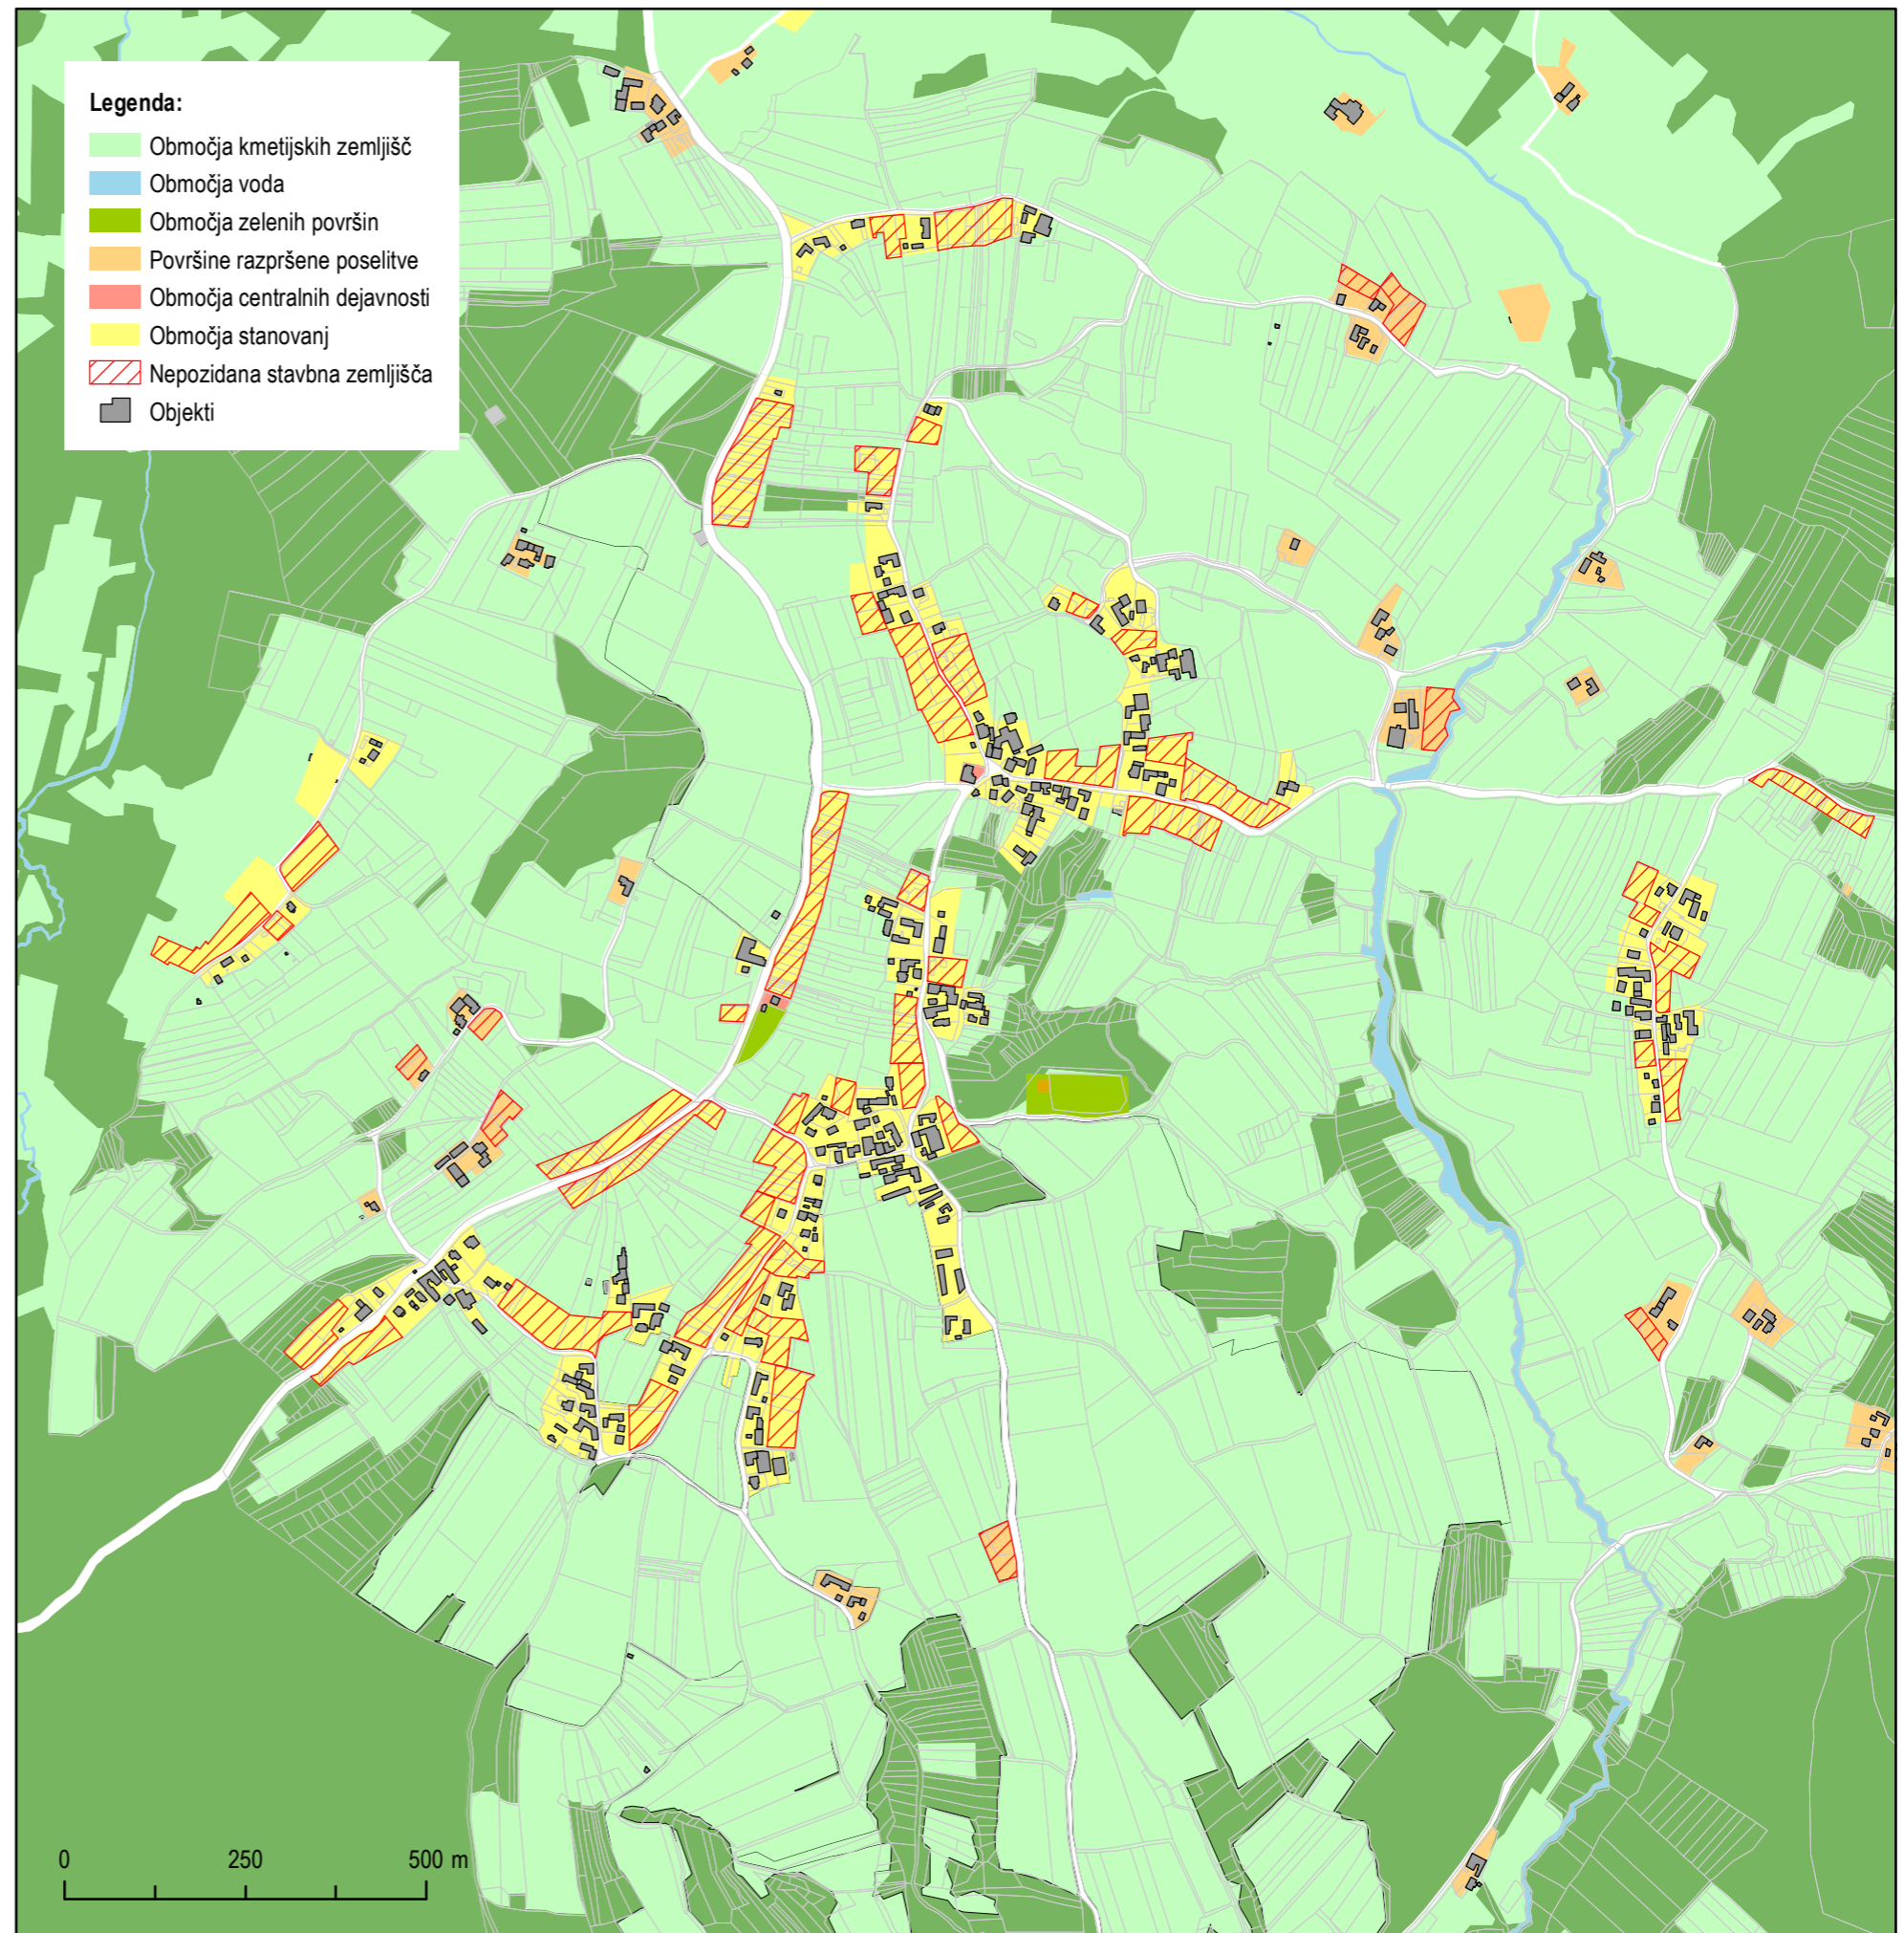 Legenda:
Območja kmetijskih zemljišč
Območja voda
Območja zelenih površin
Površine razpršene poselitve
Območja centralnih dejavnosti
Območja stanovanj
Nepozidana stavbna zemljišča
Objekti
0 250 500 m